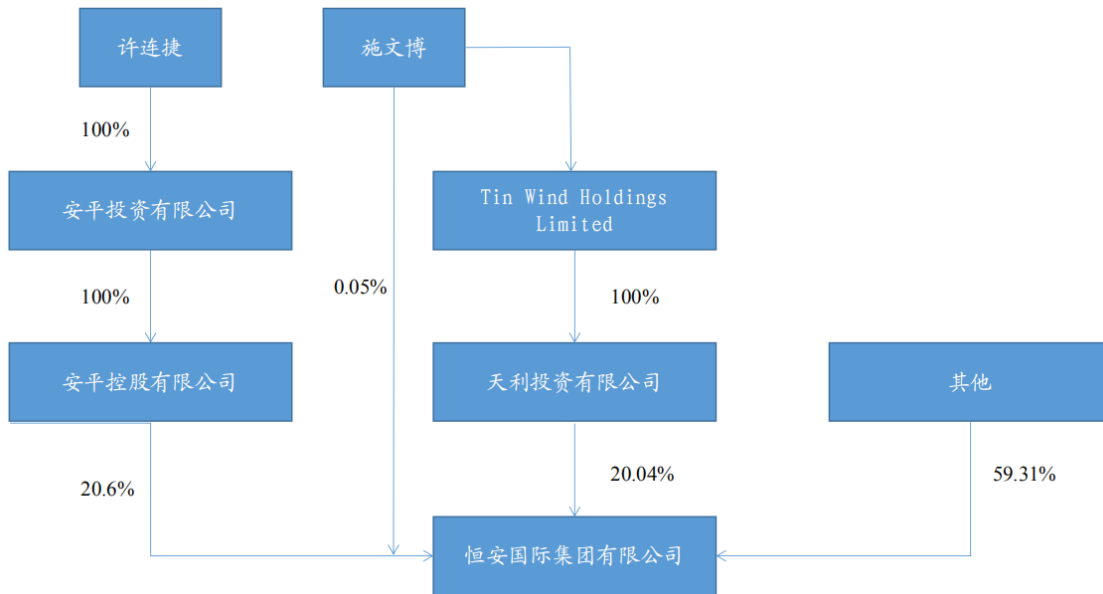 许连捷
施文博
100%
安平投资有限公司
Tin Wind Holdings
Limited
100%
0.05%
100%
安平控股有限公司
天利投资有限公司
其他
20.6%
20.04%
59.31%
恒安国际集团有限公司